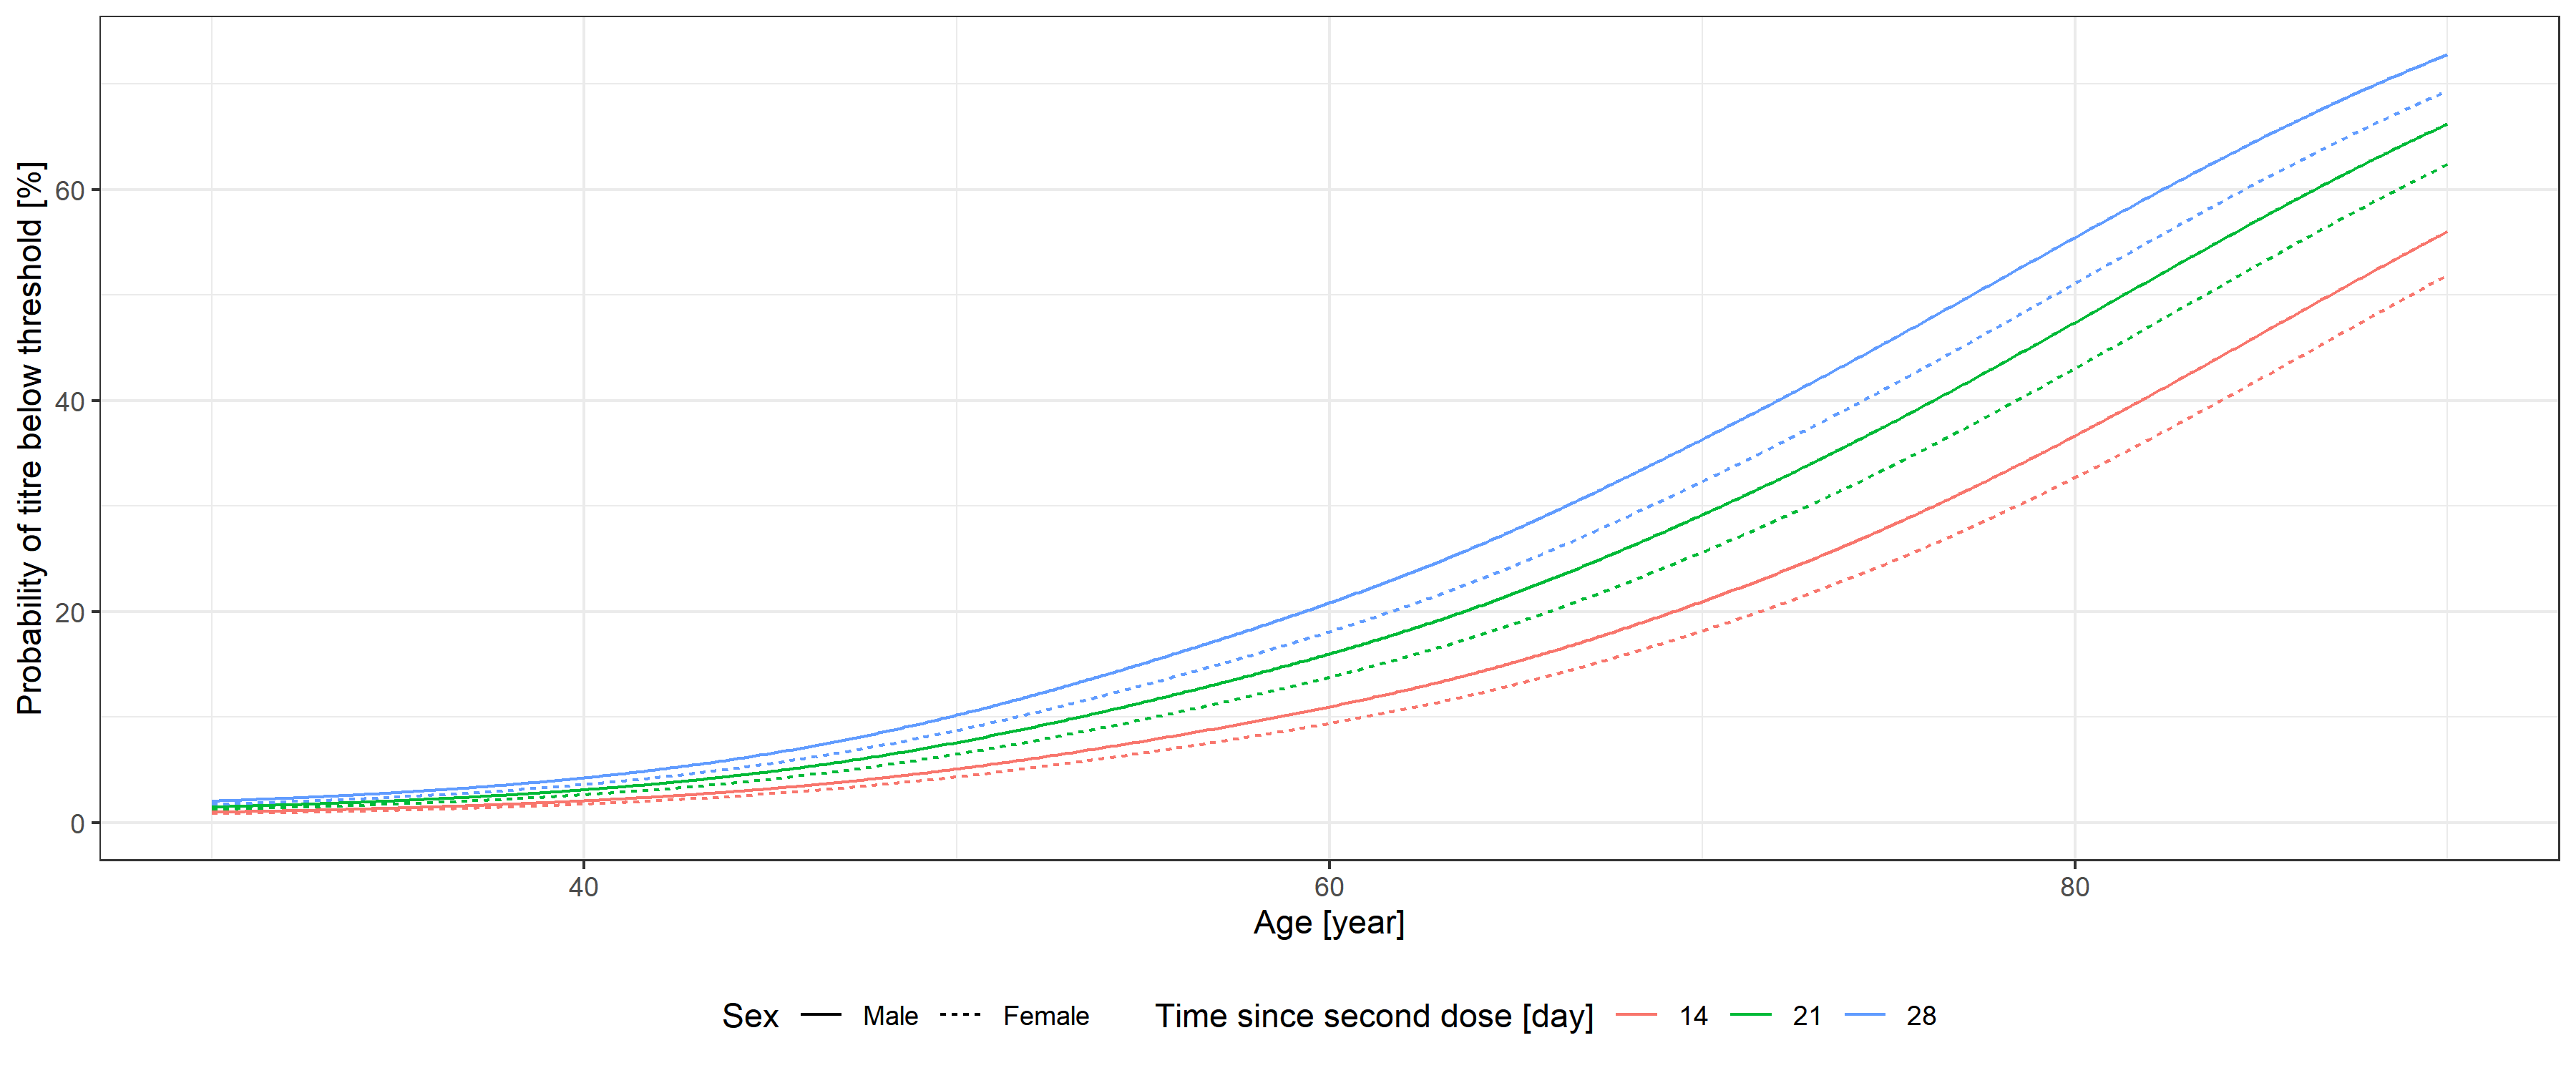 Probability of titre below threshold [%]
60
40
20
0
40 60 80
Age [year]
Sex Male Female Time since second dose [day] 14 21 28